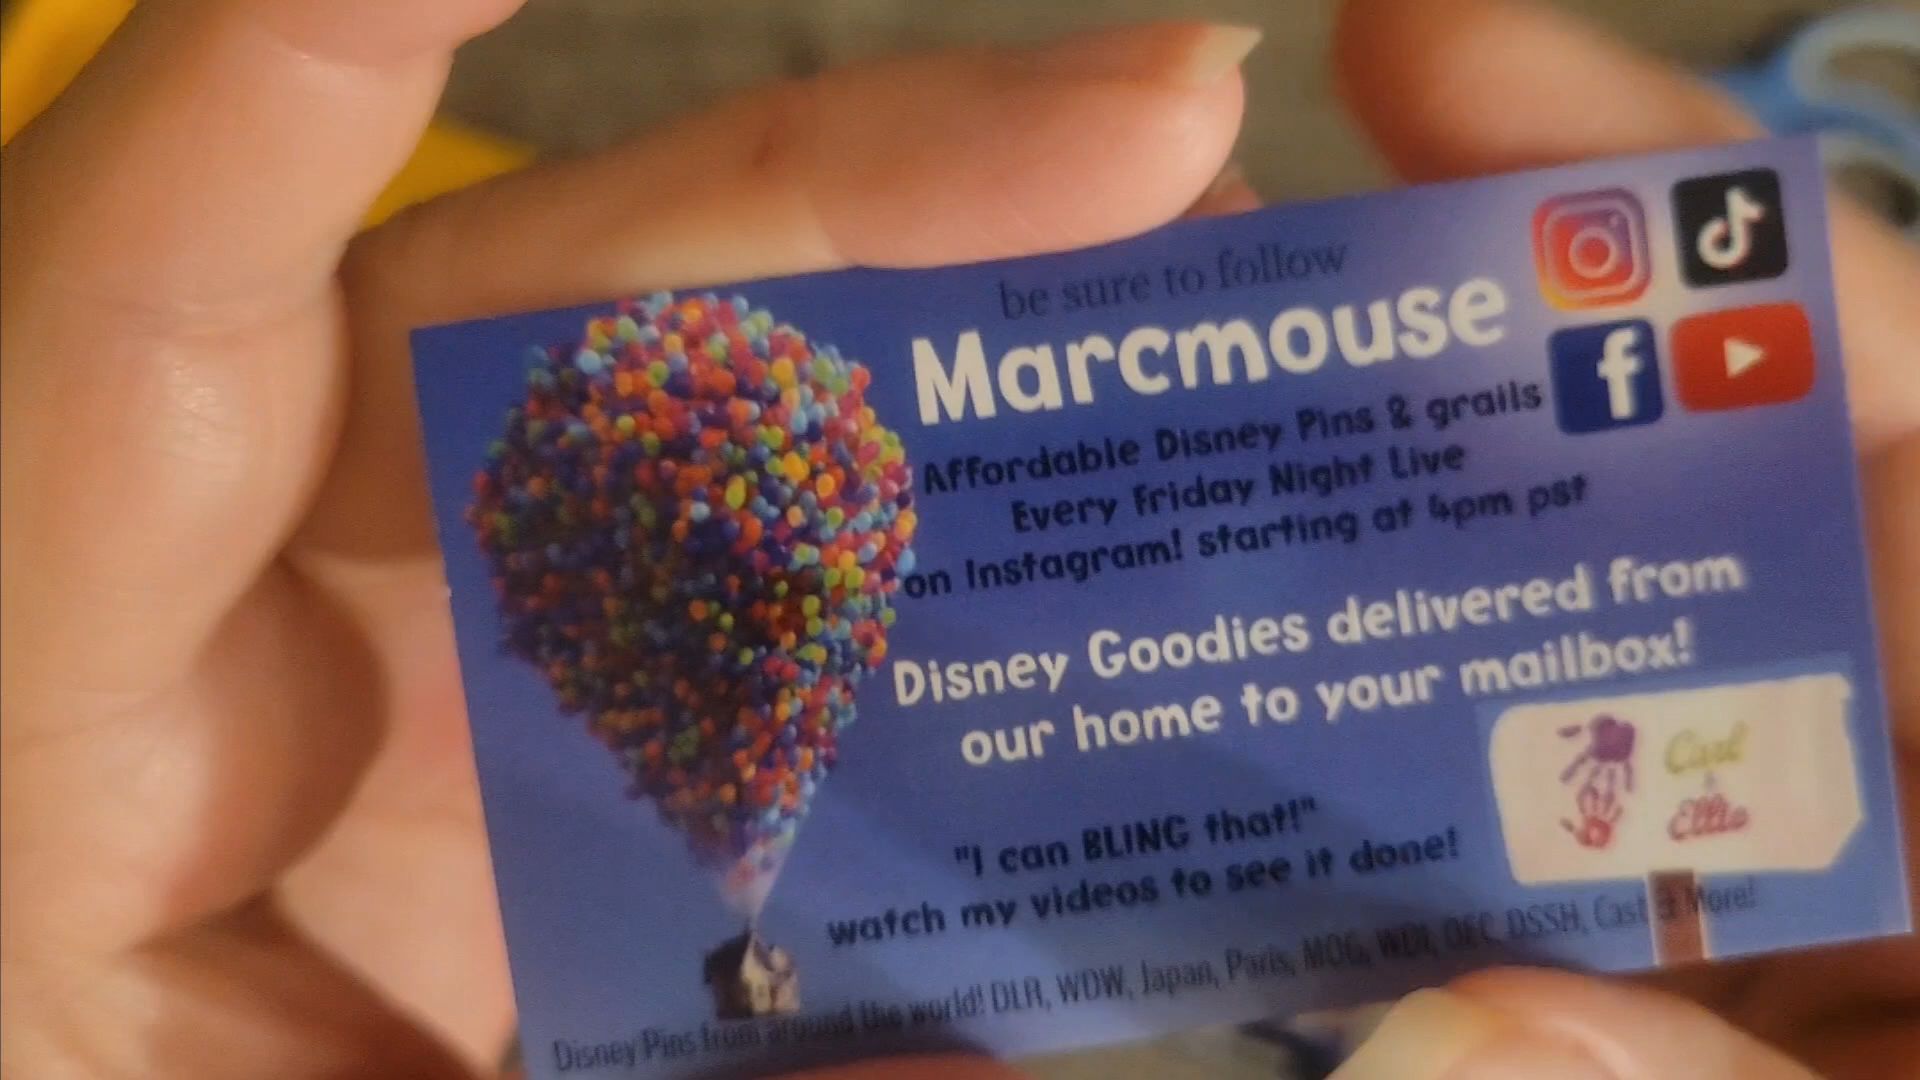 be sure to follow
Marcmouse
Affordable Disney Pins & grails
Every Friday Night Live
on Instagram! starting at 4pm pst
Disney Goodies delivered from
our home to your mailbox!
Carl
&
Ellie
"I can BLING that!"
watch my videos to see it done!
Disney Pins from around the world! DLR, WDW, Japan, Paris, MOG, WDI, DEC, DSSH, Cast & More!